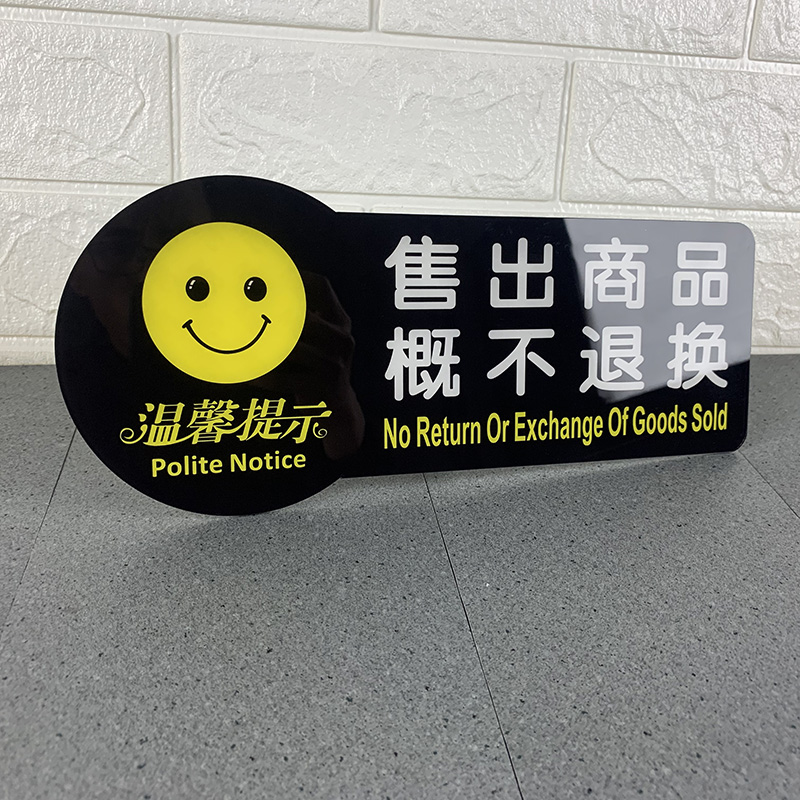 温馨提示
Polite Notice
售出商品
概不退换
No Return Or Exchange Of Goods Sold